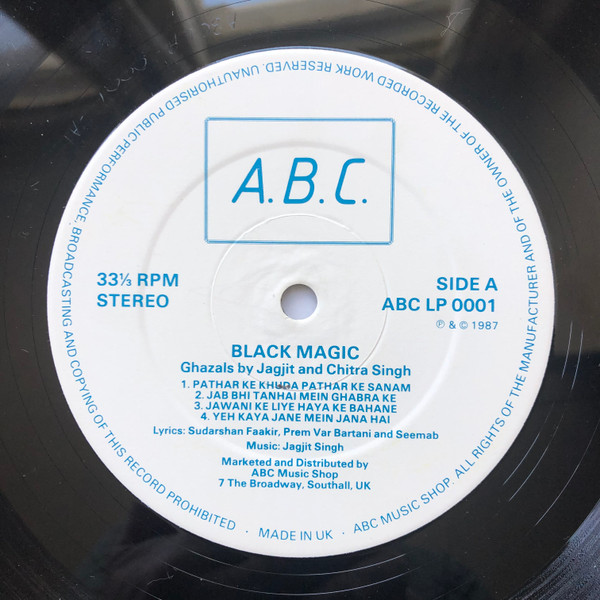 A.B.C.
33⅓ RPM
STEREO
SIDE A
ABC LP 0001
℗ & © 1987
BLACK MAGIC
Ghazals by Jagjit and Chitra Singh
1. PATHAR KE KHUDA PATHAR KE SANAM
2. JAB BHI TANHAI MEIN GHABRA KE
3. JAWANI KE LIYE HAYA KE BAHANE
4. YEH KAYA JANE MEIN JANA HAI
Lyrics: Sudarshan Faakir, Prem Var Bartani and Seemab
Music: Jagjit Singh
Marketed and Distributed by
ABC Music Shop
7 The Broadway, Southall, UK
ABC MUSIC SHOP. ALL RIGHTS OF THE MANUFACTURER AND OF THE OWNER OF THE RECORDED WORK RESERVED. UNAUTHORISED PUBLIC PERFORMANCE, BROADCASTING AND COPYING OF THIS RECORD PROHIBITED · MADE IN UK ·